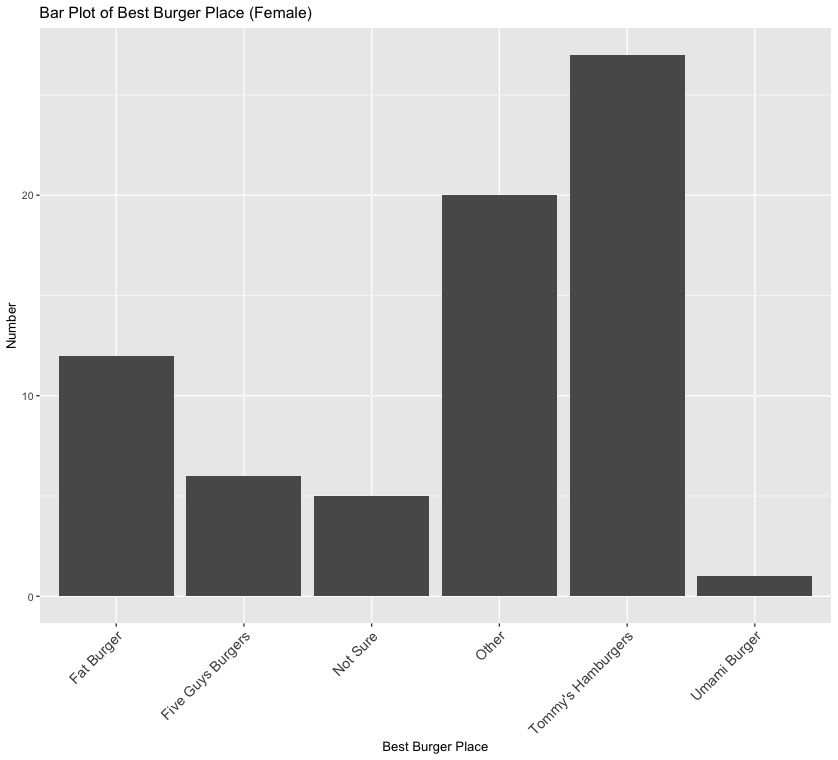 Bar Plot of Best Burger Place (Female)
Number
20
10
0
Fat Burger
Five Guys Burgers
Not Sure
Other
Tommy's Hamburgers
Umami Burger
Best Burger Place